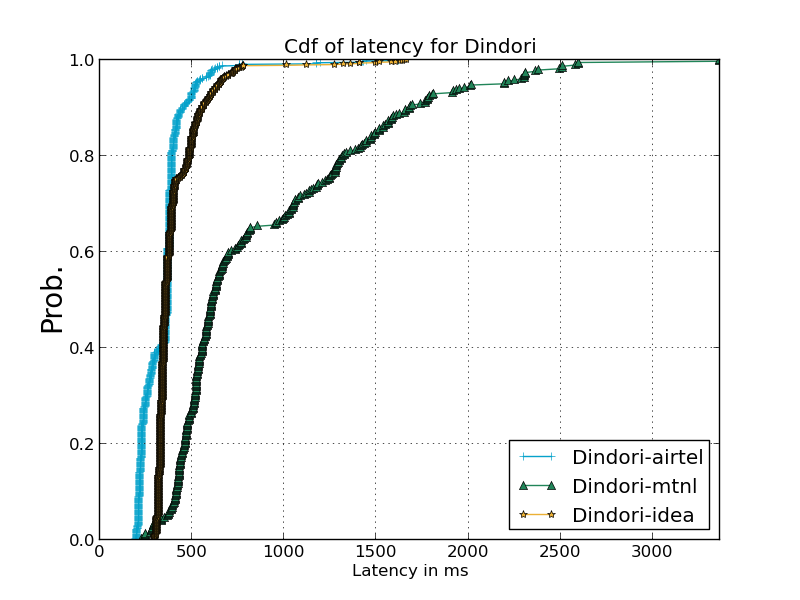 Cdf of latency for Dindori
1.0
0.8
0.6
0.4
0.2
0.0
Prob.
0 500 1000 1500 2000 2500 3000
Latency in ms
Dindori-airtel
Dindori-mtnl
Dindori-idea